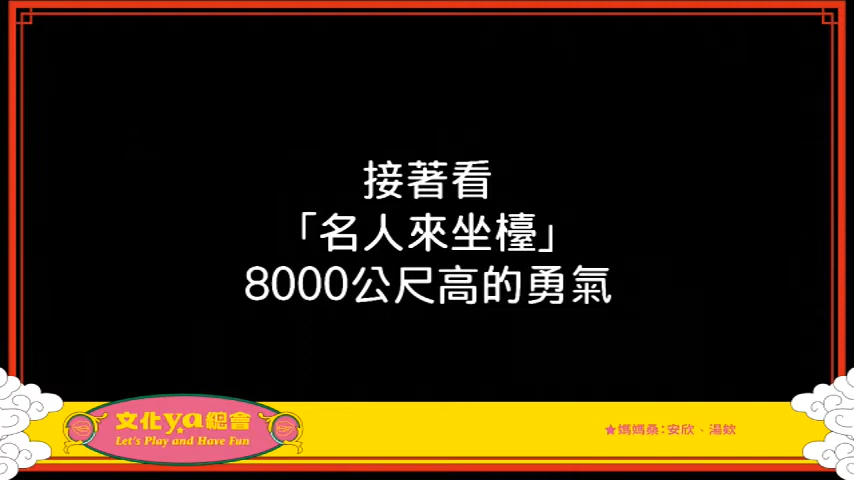 接著看
「名人來坐檯」
8000公尺高的勇氣
文化ya總會
Let's Play and Have Fun
★媽媽桑：安欣、湯欸